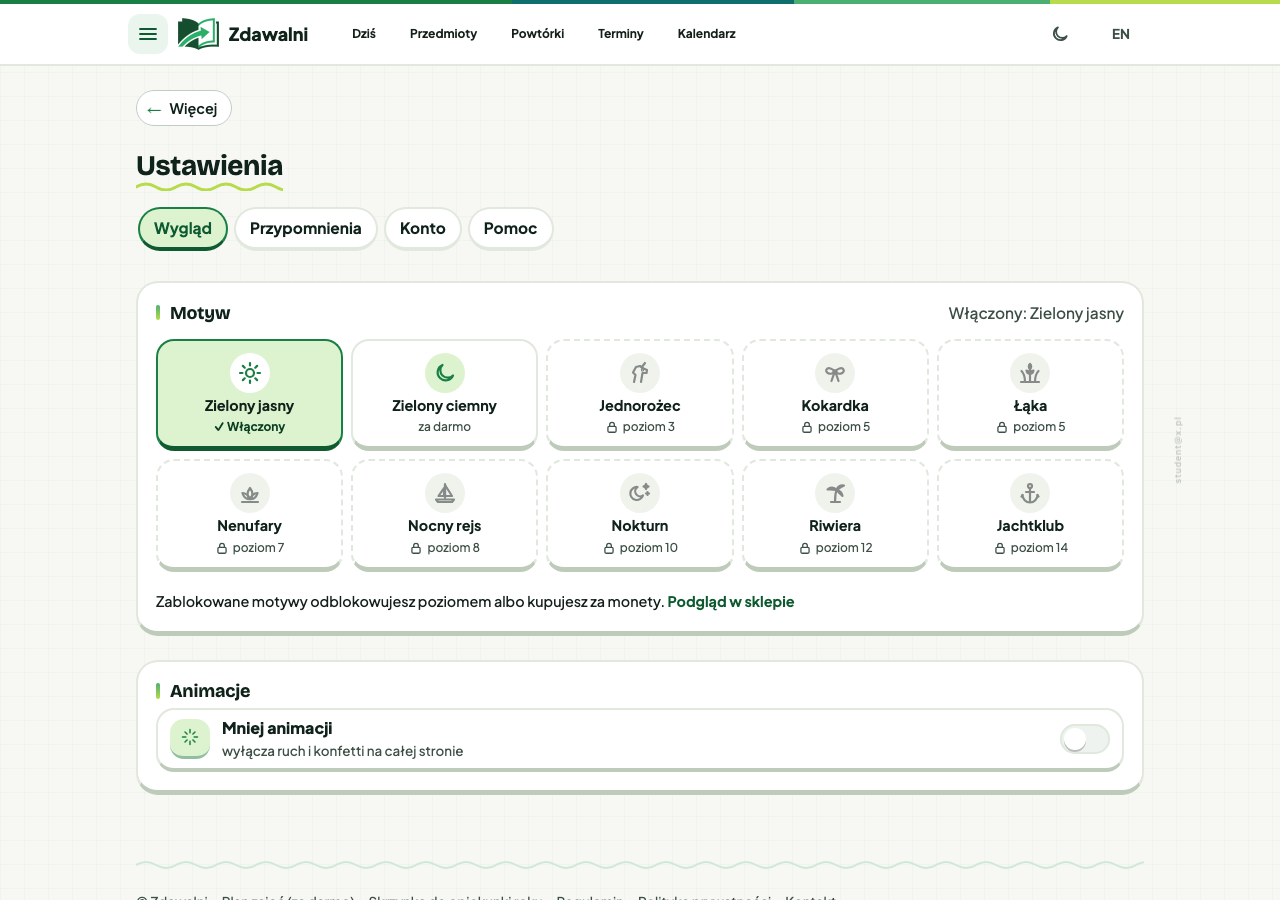 Zdawalni
Dziś
Przedmioty
Powtórki
Terminy
Kalendarz
EN
← Więcej
Ustawienia
Wygląd
Przypomnienia
Konto
Pomoc
Motyw
Włączony: Zielony jasny
Zielony jasny
✓ Włączony
Zielony ciemny
za darmo
Jednorożec
poziom 3
Kokardka
poziom 5
Łąka
poziom 5
Nenufary
poziom 7
Nocny rejs
poziom 8
Nokturn
poziom 10
Riwiera
poziom 12
Jachtklub
poziom 14
Zablokowane motywy odblokowujesz poziomem albo kupujesz za monety. Podgląd w sklepie
student@x.pl
Animacje
Mniej animacji
wyłącza ruch i konfetti na całej stronie